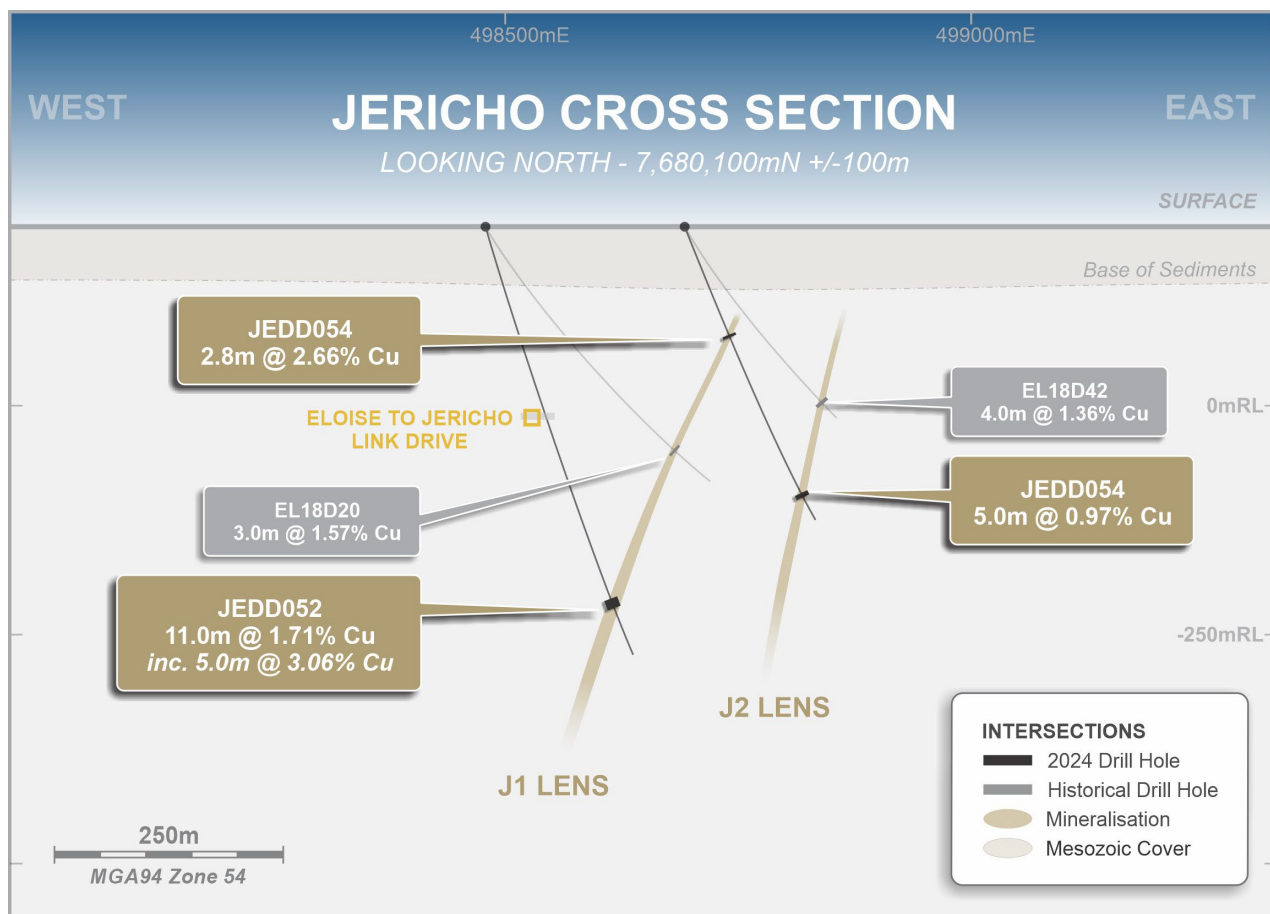 498500mE
499000mE
WEST
JERICHO CROSS SECTION
EAST
LOOKING NORTH - 7,680,100mN +/-100m
SURFACE
Base of Sediments
JEDD054
2.8m @ 2.66% Cu
EL18D42
4.0m @ 1.36% Cu
0mRL
ELOISE TO JERICHO
LINK DRIVE
JEDD054
5.0m @ 0.97% Cu
EL18D20
3.0m @ 1.57% Cu
JEDD052
11.0m @ 1.71% Cu
inc. 5.0m @ 3.06% Cu
-250mRL
J2 LENS
J1 LENS
INTERSECTIONS
2024 Drill Hole
Historical Drill Hole
Mineralisation
Mesozoic Cover
250m
MGA94 Zone 54